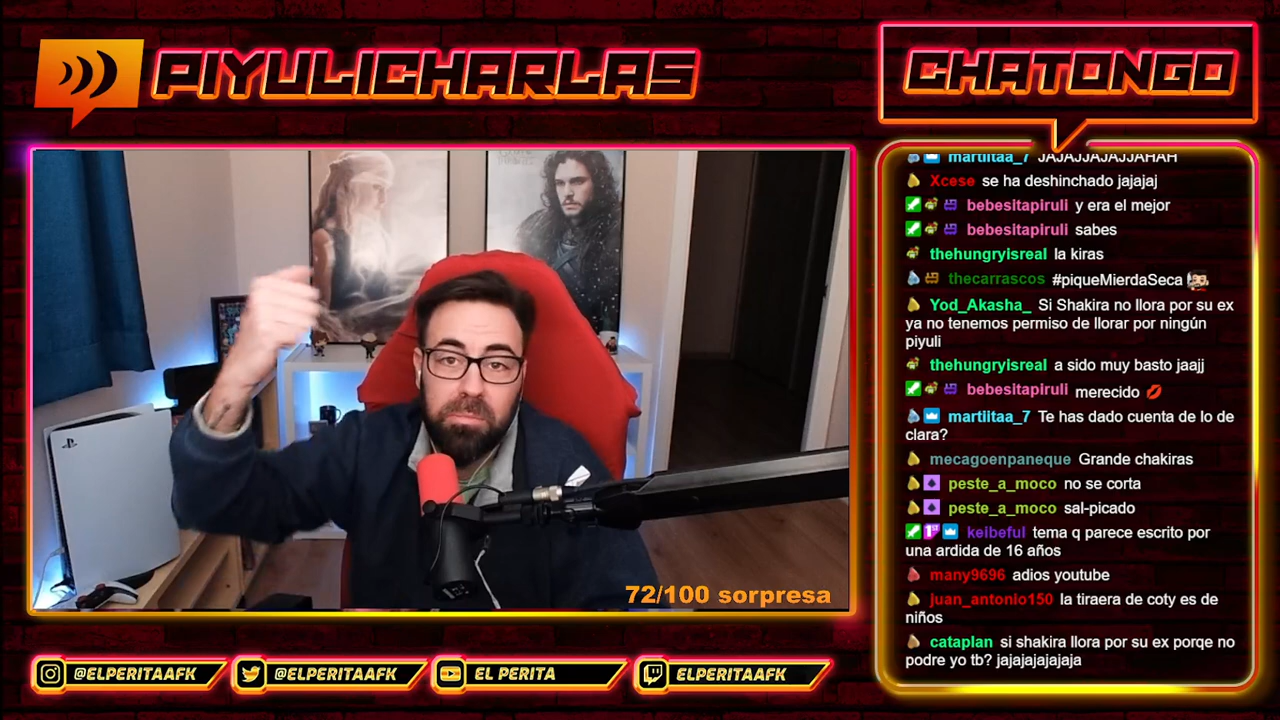 PIYULICHARLAS
CHATONGO
martiitaa_7 JAJAJJAJAJJAHAH
Xcese se ha deshinchado jajajaj
bebesitapiruli y era el mejor
bebesitapiruli sabes
thehungryisreal la kiras
thecarrascos #piqueMierdaSeca
Yod_Akasha_ Si Shakira no llora por su ex
ya no tenemos permiso de llorar por ningún
piyuli
thehungryisreal a sido muy basto jaajj
bebesitapiruli merecido
martiitaa_7 Te has dado cuenta de lo de
clara?
mecagoenpaneque Grande chakiras
peste_a_moco no se corta
peste_a_moco sal-picado
keibeful tema q parece escrito por
una ardida de 16 años
many9696 adios youtube
juan_antonio150 la tiraera de coty es de
niños
cataplan si shakira llora por su ex porqe no
podre yo tb? jajajajajaja
72/100 sorpresa
@ELPERITAAFK
@ELPERITAAFK
EL PERITA
ELPERITAAFK